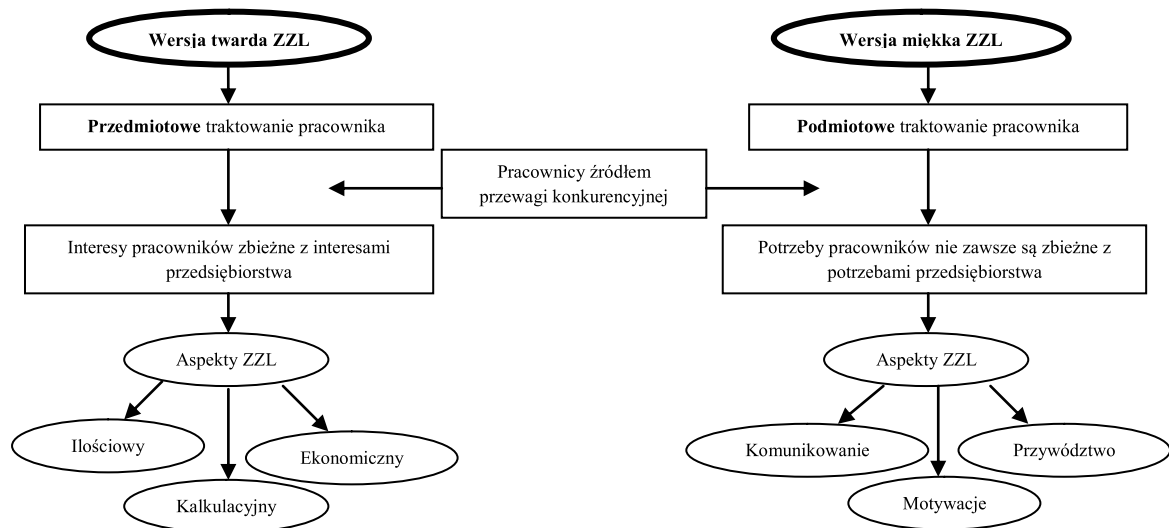 Wersja twarda ZZL
Wersja miękka ZZL
Przedmiotowe traktowanie pracownika
Podmiotowe traktowanie pracownika
Pracownicy źródłem
przewagi konkurencyjnej
Interesy pracowników zbieżne z interesami
przedsiębiorstwa
Potrzeby pracowników nie zawsze są zbieżne z
potrzebami przedsiębiorstwa
Aspekty ZZL
Aspekty ZZL
Ilościowy
Ekonomiczny
Kalkulacyjny
Komunikowanie
Przywództwo
Motywacje